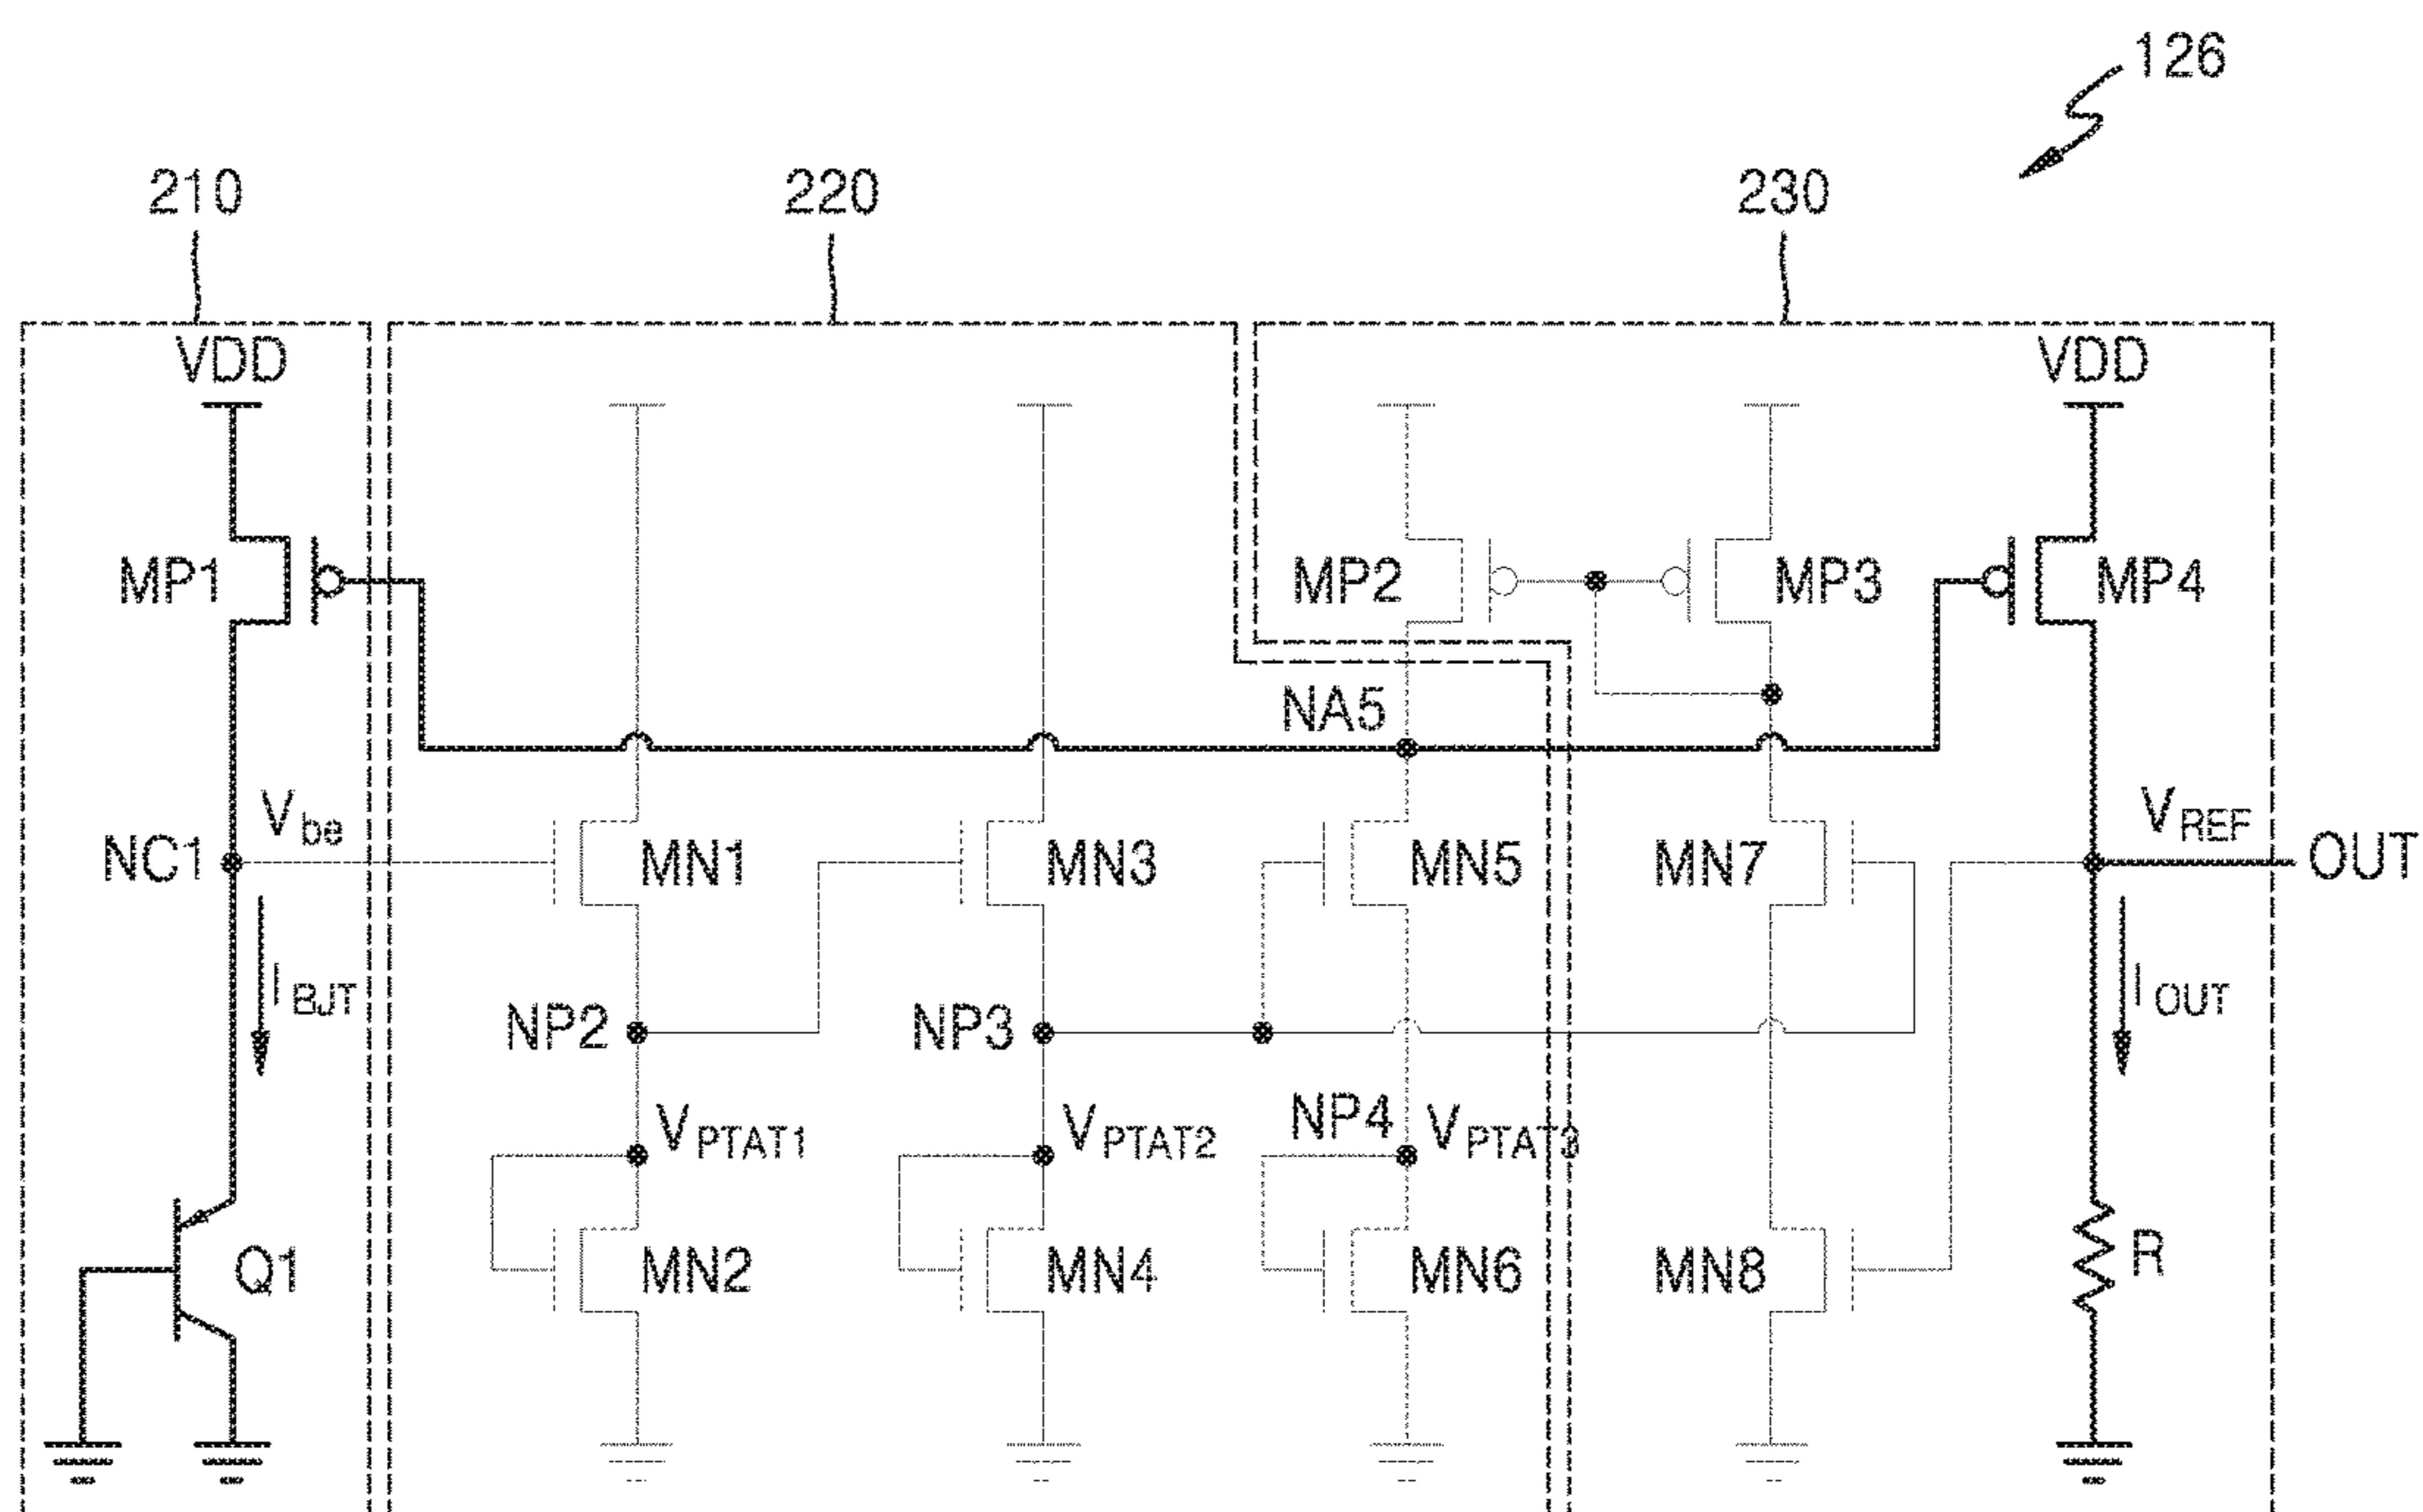 126
210
220
230
VDD
VDD
MP1
MP2
MP3
MP4
NA5
Vbe
NC1
MN1
MN3
MN5
MN7
VREF
OUT
IBJT
IOUT
NP2
NP3
NP4
VPTAT1
VPTAT2
VPTAT3
Q1
MN2
MN4
MN6
MN8
R